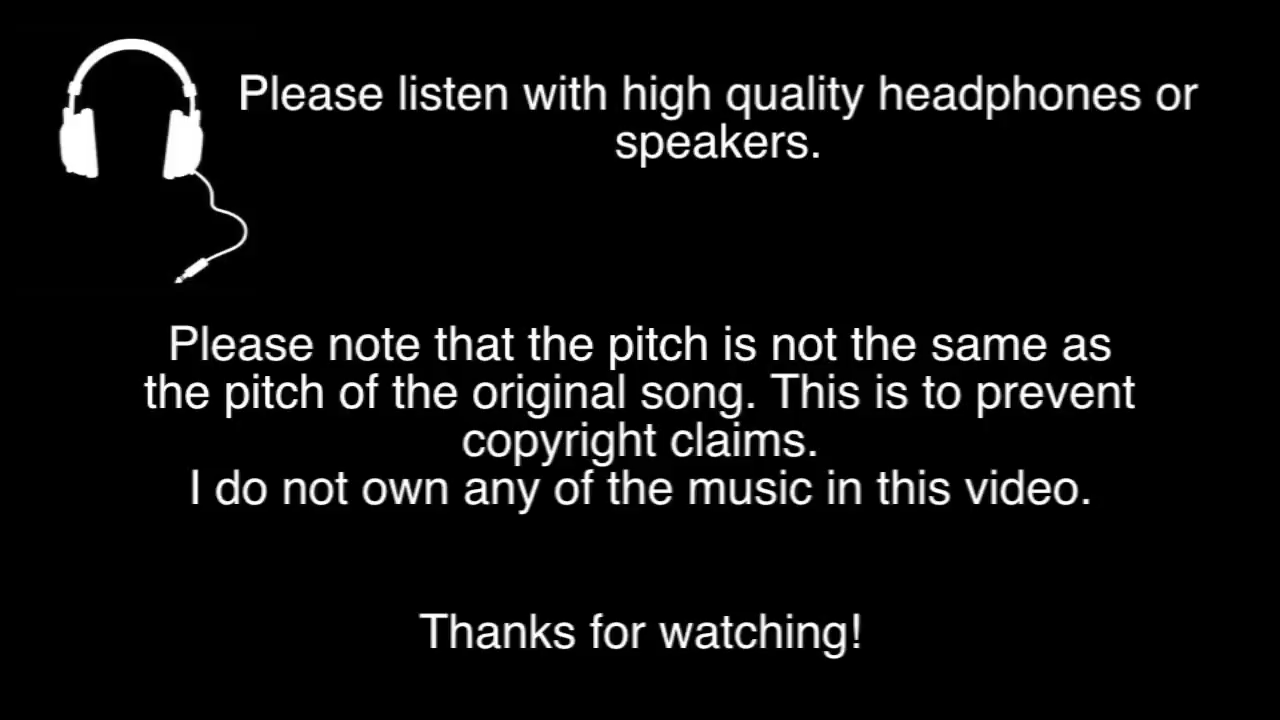 Please listen with high quality headphones or
speakers.
Please note that the pitch is not the same as
the pitch of the original song. This is to prevent
copyright claims.
I do not own any of the music in this video.
Thanks for watching!